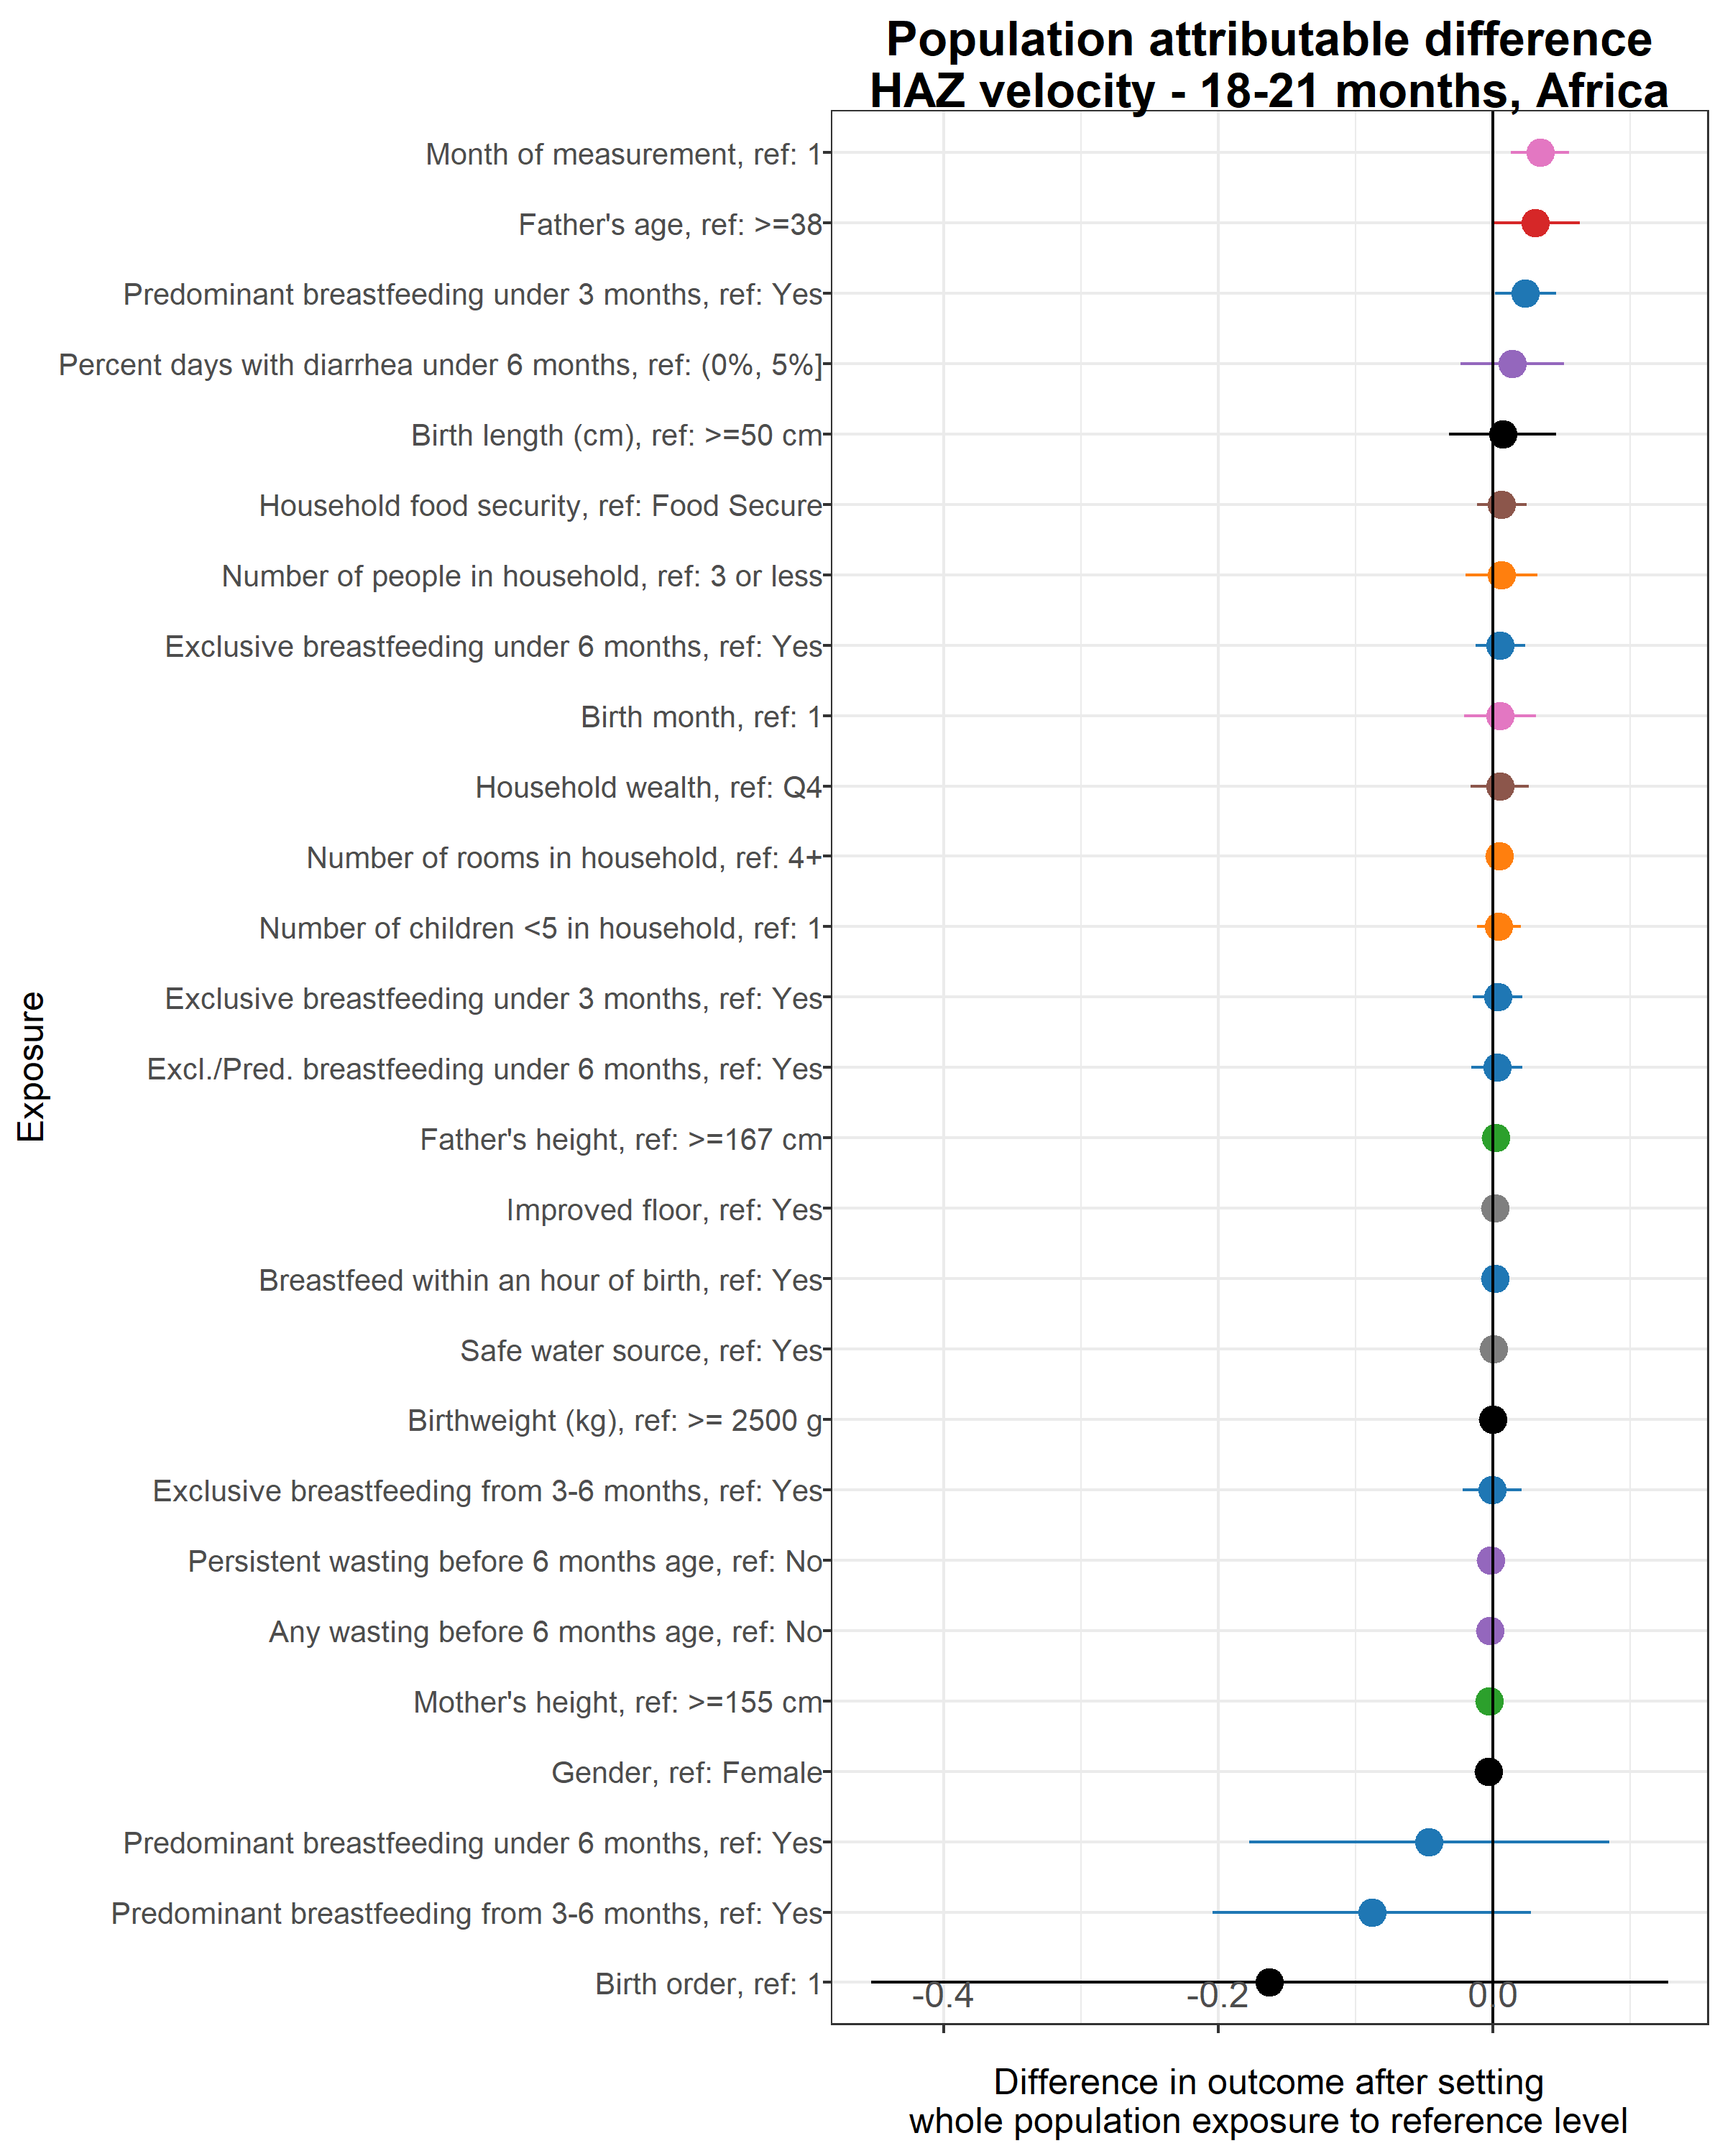 Population attributable difference
HAZ velocity - 18-21 months, Africa
Month of measurement, ref: 1
Father's age, ref: >=38
Predominant breastfeeding under 3 months, ref: Yes
Percent days with diarrhea under 6 months, ref: (0%, 5%]
Birth length (cm), ref: >=50 cm
Household food security, ref: Food Secure
Number of people in household, ref: 3 or less
Exclusive breastfeeding under 6 months, ref: Yes
Birth month, ref: 1
Household wealth, ref: Q4
Number of rooms in household, ref: 4+
Number of children <5 in household, ref: 1
Exclusive breastfeeding under 3 months, ref: Yes
Excl./Pred. breastfeeding under 6 months, ref: Yes
Father's height, ref: >=167 cm
Improved floor, ref: Yes
Breastfeed within an hour of birth, ref: Yes
Safe water source, ref: Yes
Birthweight (kg), ref: >= 2500 g
Exclusive breastfeeding from 3-6 months, ref: Yes
Persistent wasting before 6 months age, ref: No
Any wasting before 6 months age, ref: No
Mother's height, ref: >=155 cm
Gender, ref: Female
Predominant breastfeeding under 6 months, ref: Yes
Predominant breastfeeding from 3-6 months, ref: Yes
Birth order, ref: 1
Exposure
-0.4 -0.2 0.0
Difference in outcome after setting
whole population exposure to reference level